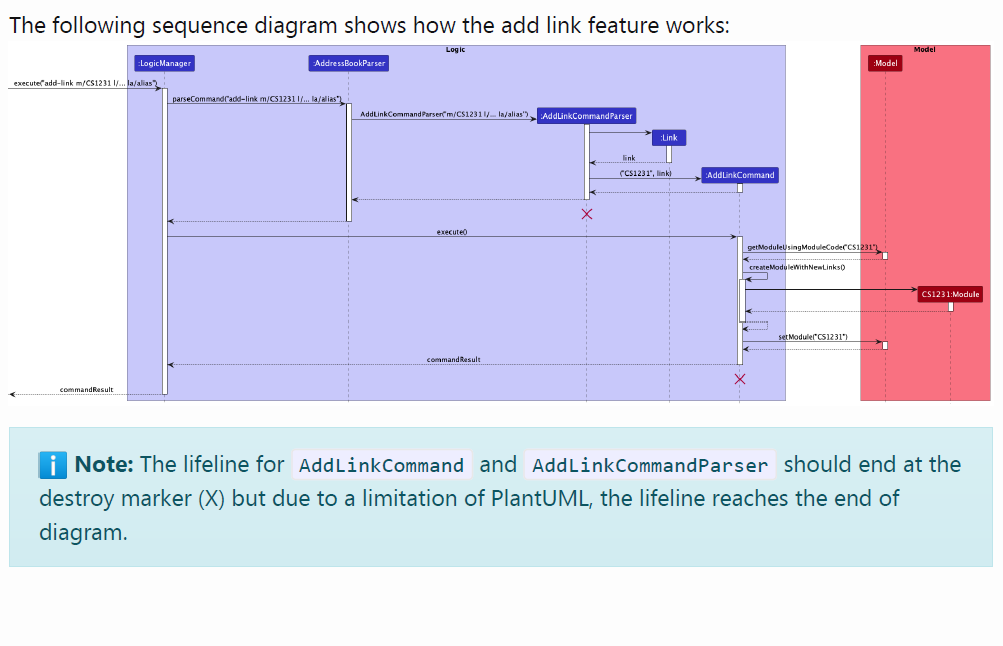 The following sequence diagram shows how the add link feature works:
Logic
Model
:LogicManager
:AddressBookParser
:Model
execute("add-link m/CS1231 l/... la/alias")
parseCommand("add-link m/CS1231 l/... la/alias")
AddLinkCommandParser("m/CS1231 l/... la/alias")
:AddLinkCommandParser
:Link
link
("CS1231", link)
:AddLinkCommand
execute()
getModuleUsingModuleCode("CS1231")
createModuleWithNewLinks()
CS1231:Module
setModule("CS1231")
commandResult
commandResult
i Note: The lifeline for AddLinkCommand and AddLinkCommandParser should end at the
destroy marker (X) but due to a limitation of PlantUML, the lifeline reaches the end of
diagram.